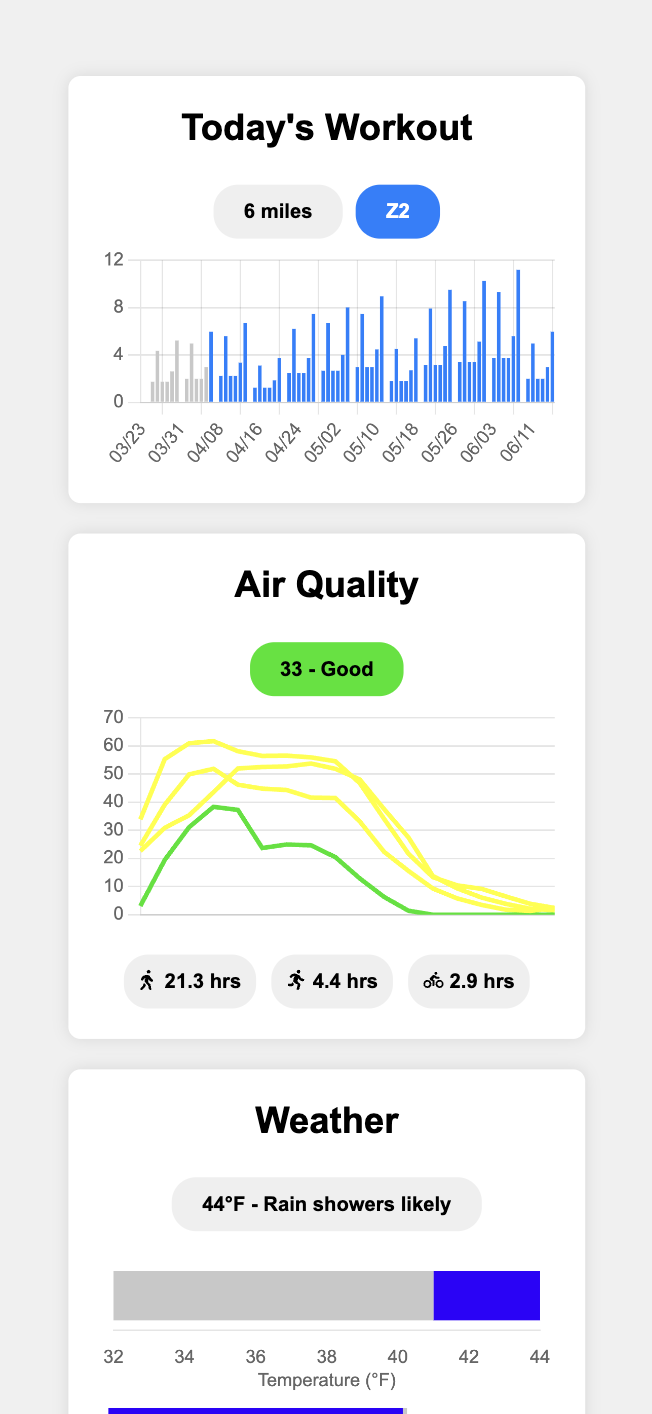 Today's Workout
6 miles Z2
12
8
4
0
03/23 03/31 04/08 04/16 04/24 05/02 05/10 05/18 05/26 06/03 06/11
Air Quality
33 - Good
70
60
50
40
30
20
10
0
21.3 hrs 4.4 hrs 2.9 hrs
Weather
44°F - Rain showers likely
32 34 36 38 40 42 44
Temperature (°F)